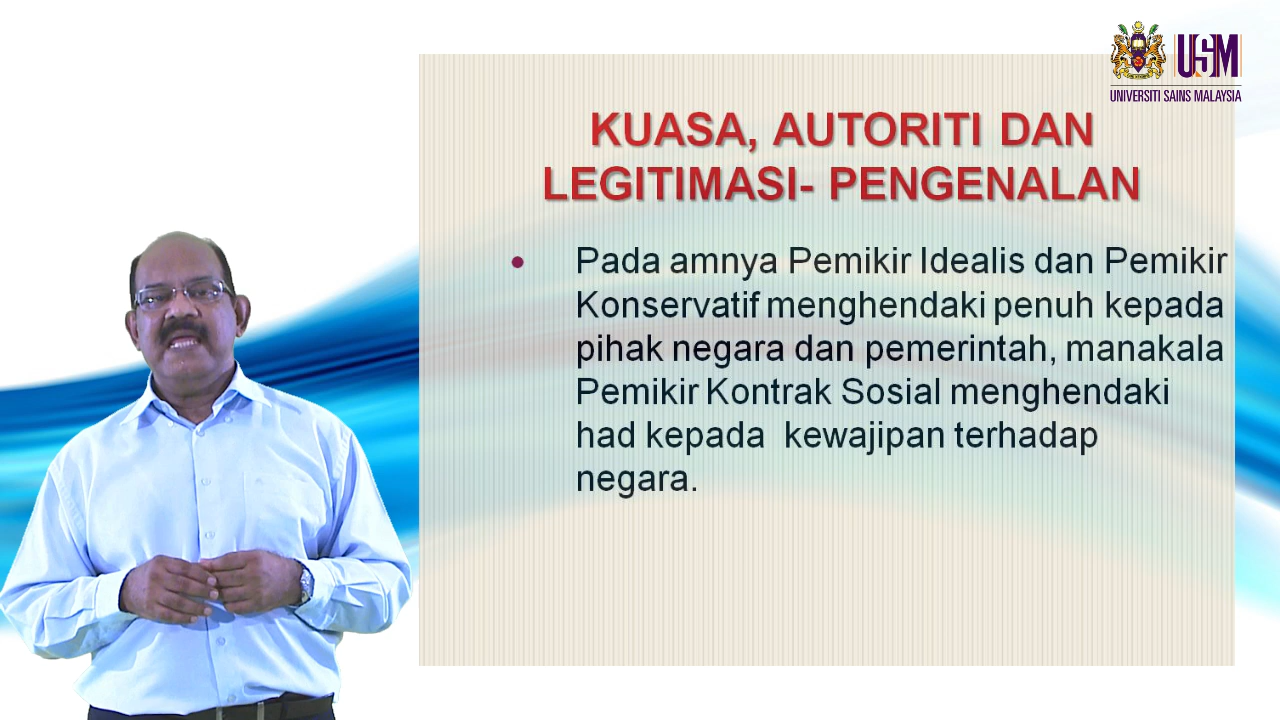 USM
UNIVERSITI SAINS MALAYSIA
KUASA, AUTORITI DAN
LEGITIMASI- PENGENALAN
• Pada amnya Pemikir Idealis dan Pemikir
Konservatif menghendaki penuh kepada
pihak negara dan pemerintah, manakala
Pemikir Kontrak Sosial menghendaki
had kepada  kewajipan terhadap
negara.